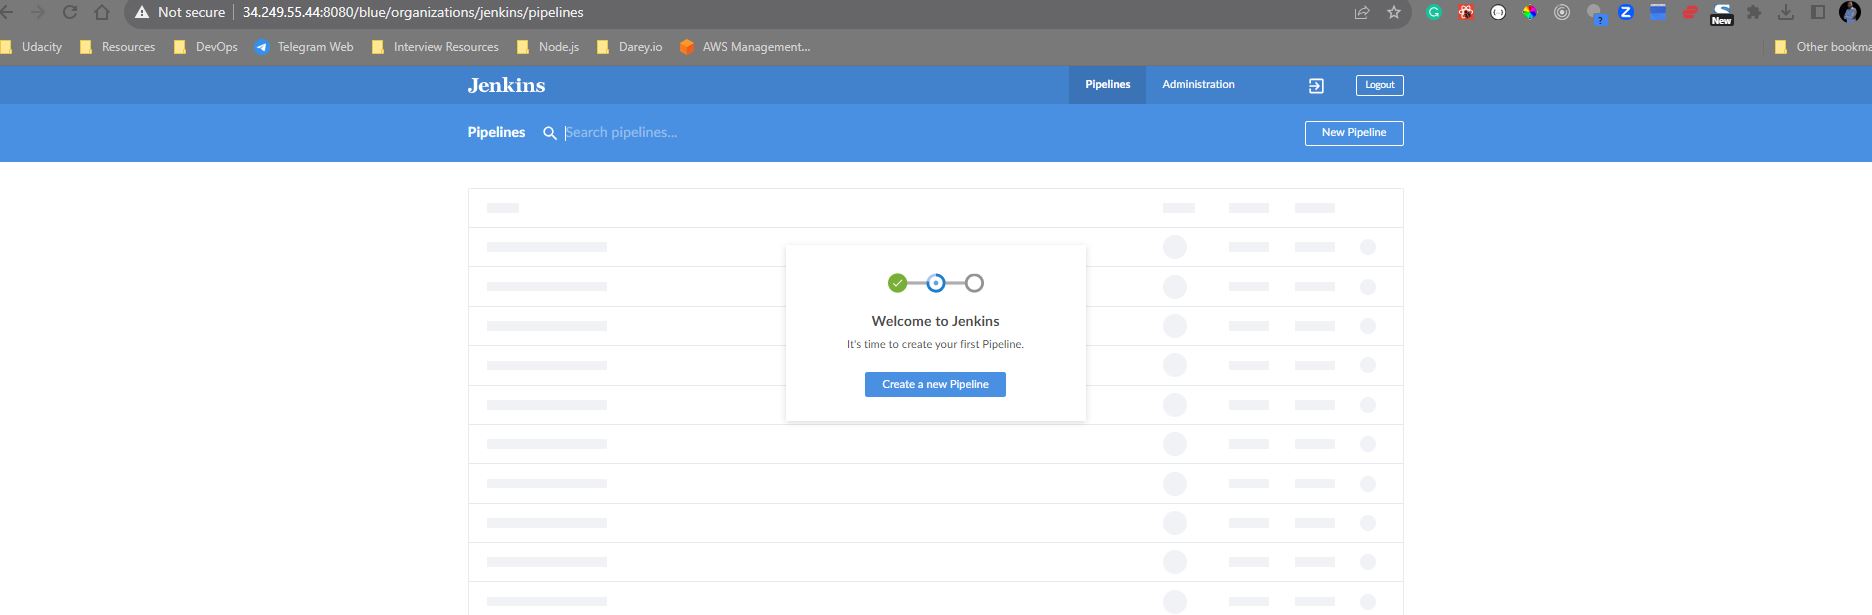 Not secure 34.249.55.44:8080/blue/organizations/jenkins/pipelines
G Z ? S New
Udacity Resources DevOps Telegram Web Interview Resources Node.js Darey.io AWS Management... Other bookma
Jenkins Pipelines Administration Logout
Pipelines Search pipelines... New Pipeline
Welcome to Jenkins
It's time to create your first Pipeline.
Create a new Pipeline